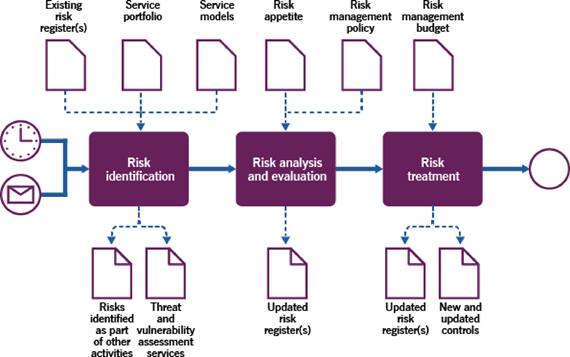 Existing
risk
register(s)
Service
portfolio
Service
models
Risk
appetite
Risk
management
policy
Risk
management
budget
Risk
identification
Risk analysis
and evaluation
Risk
treatment
Risks
identified
as part
of other
activities
Threat
and
vulnerability
assessment
services
Updated
risk
register(s)
Updated
risk
register(s)
New and
updated
controls